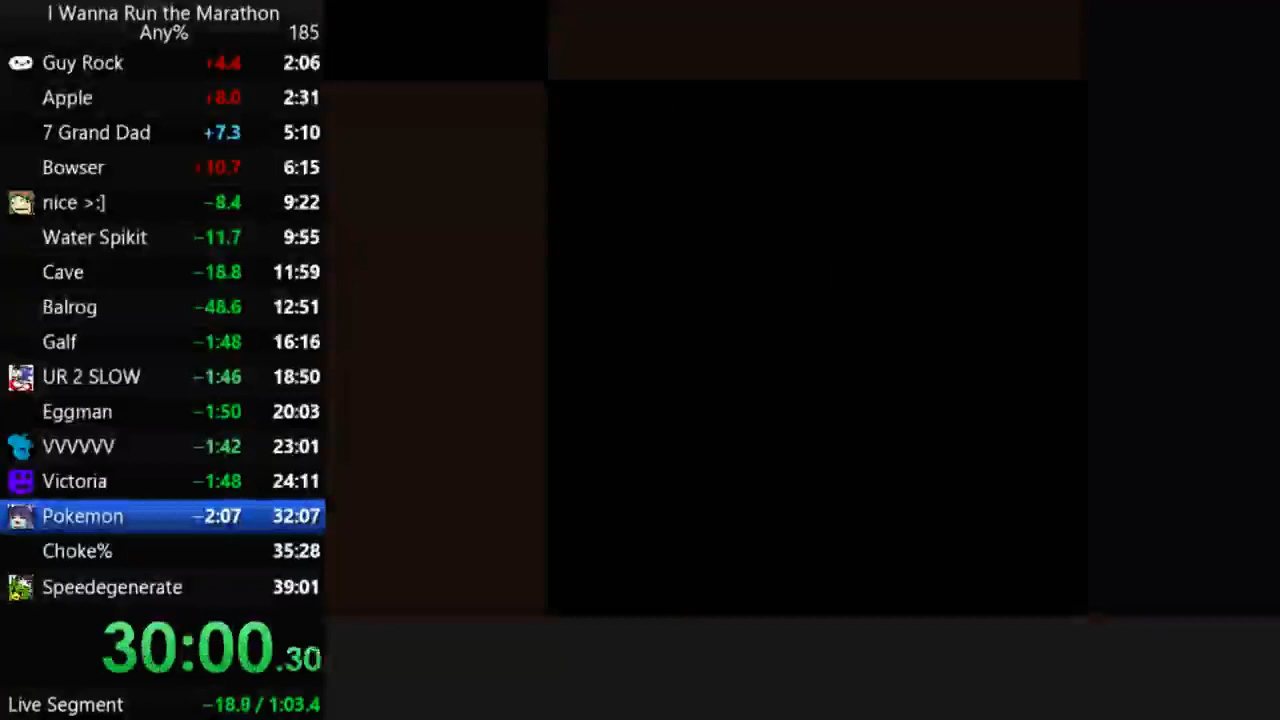 I Wanna Run the Marathon
Any% 185
Guy Rock +4.4 2:06
Apple +8.0 2:31
7 Grand Dad +7.3 5:10
Bowser +10.7 6:15
nice >:] −8.4 9:22
Water Spikit −11.7 9:55
Cave −18.8 11:59
Balrog −48.6 12:51
Galf −1:48 16:16
UR 2 SLOW −1:46 18:50
Eggman −1:50 20:03
VVVVVV −1:42 23:01
Victoria −1:48 24:11
Pokemon −2:07 32:07
Choke% 35:28
Speedegenerate 39:01
30:00.30
Live Segment −18.9 / 1:03.4